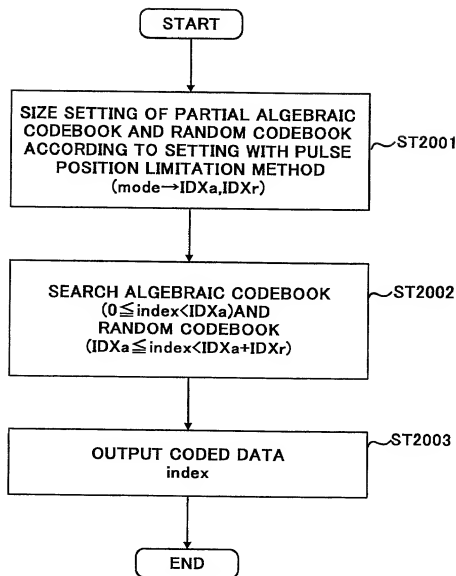 START
SIZE SETTING OF PARTIAL ALGEBRAIC
CODEBOOK AND RANDOM CODEBOOK
ACCORDING TO SETTING WITH PULSE
POSITION LIMITATION METHOD
(mode→IDXa,IDXr)
ST2001
SEARCH ALGEBRAIC CODEBOOK
(0≦index<IDXa)AND
RANDOM CODEBOOK
(IDXa≦index<IDXa+IDXr)
ST2002
OUTPUT CODED DATA
index
ST2003
END